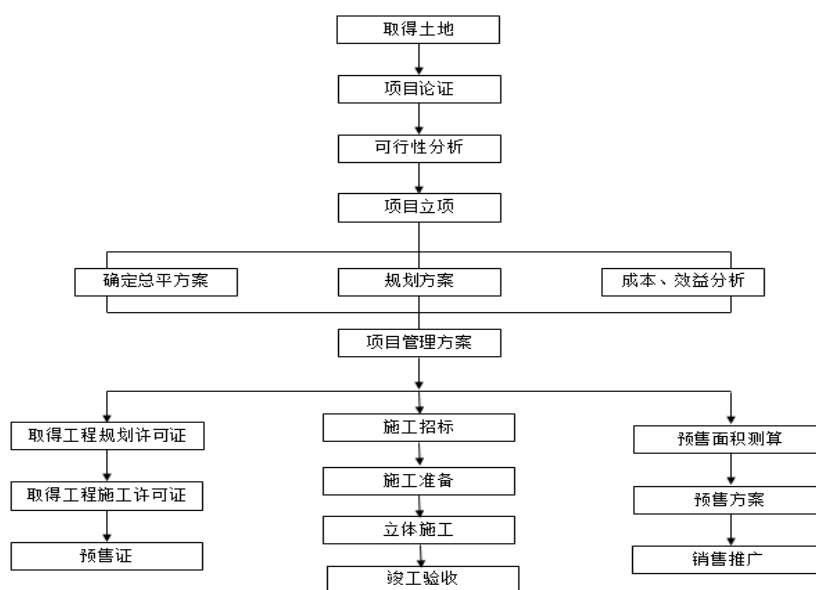 取得土地
项目论证
可行性分析
项目立项
确定总平方案
规划方案
成本、效益分析
项目管理方案
取得工程规划许可证
施工招标
预售面积测算
取得工程施工许可证
施工准备
预售方案
预售证
立体施工
销售推广
竣工验收